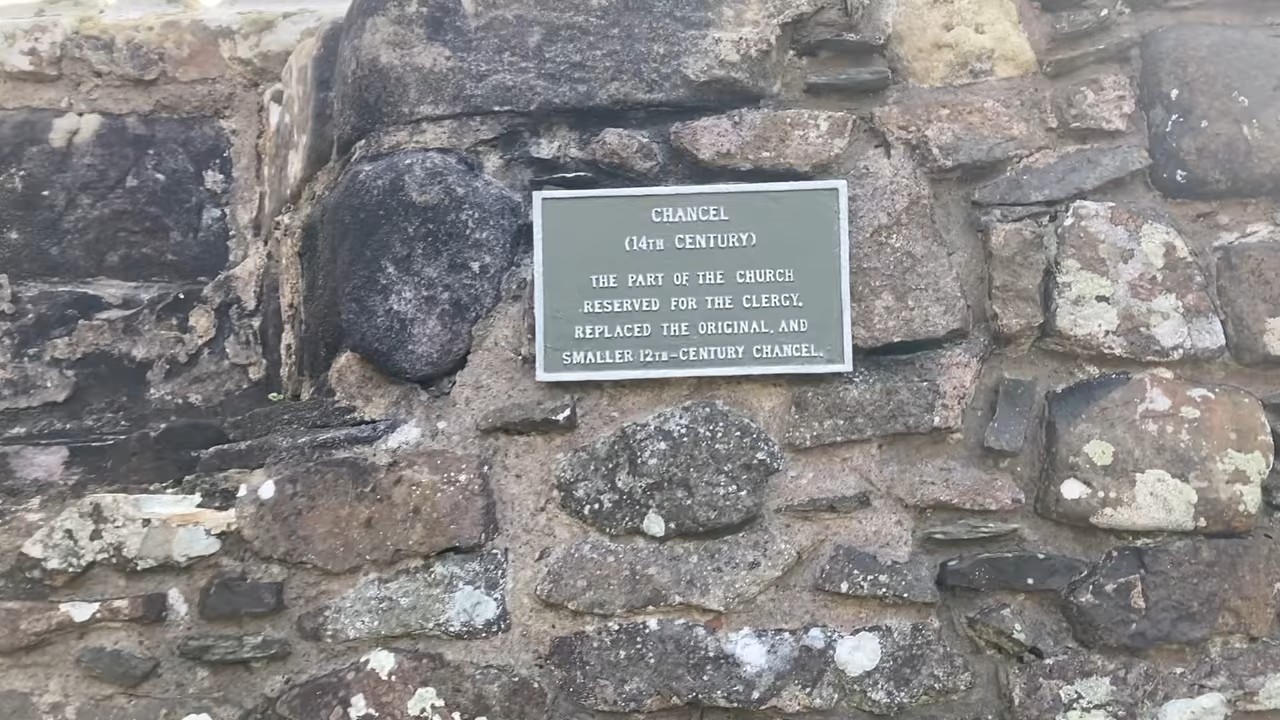 CHANCEL
(14TH CENTURY)
THE PART OF THE CHURCH
RESERVED FOR THE CLERGY.
REPLACED THE ORIGINAL, AND
SMALLER 12TH-CENTURY CHANCEL.